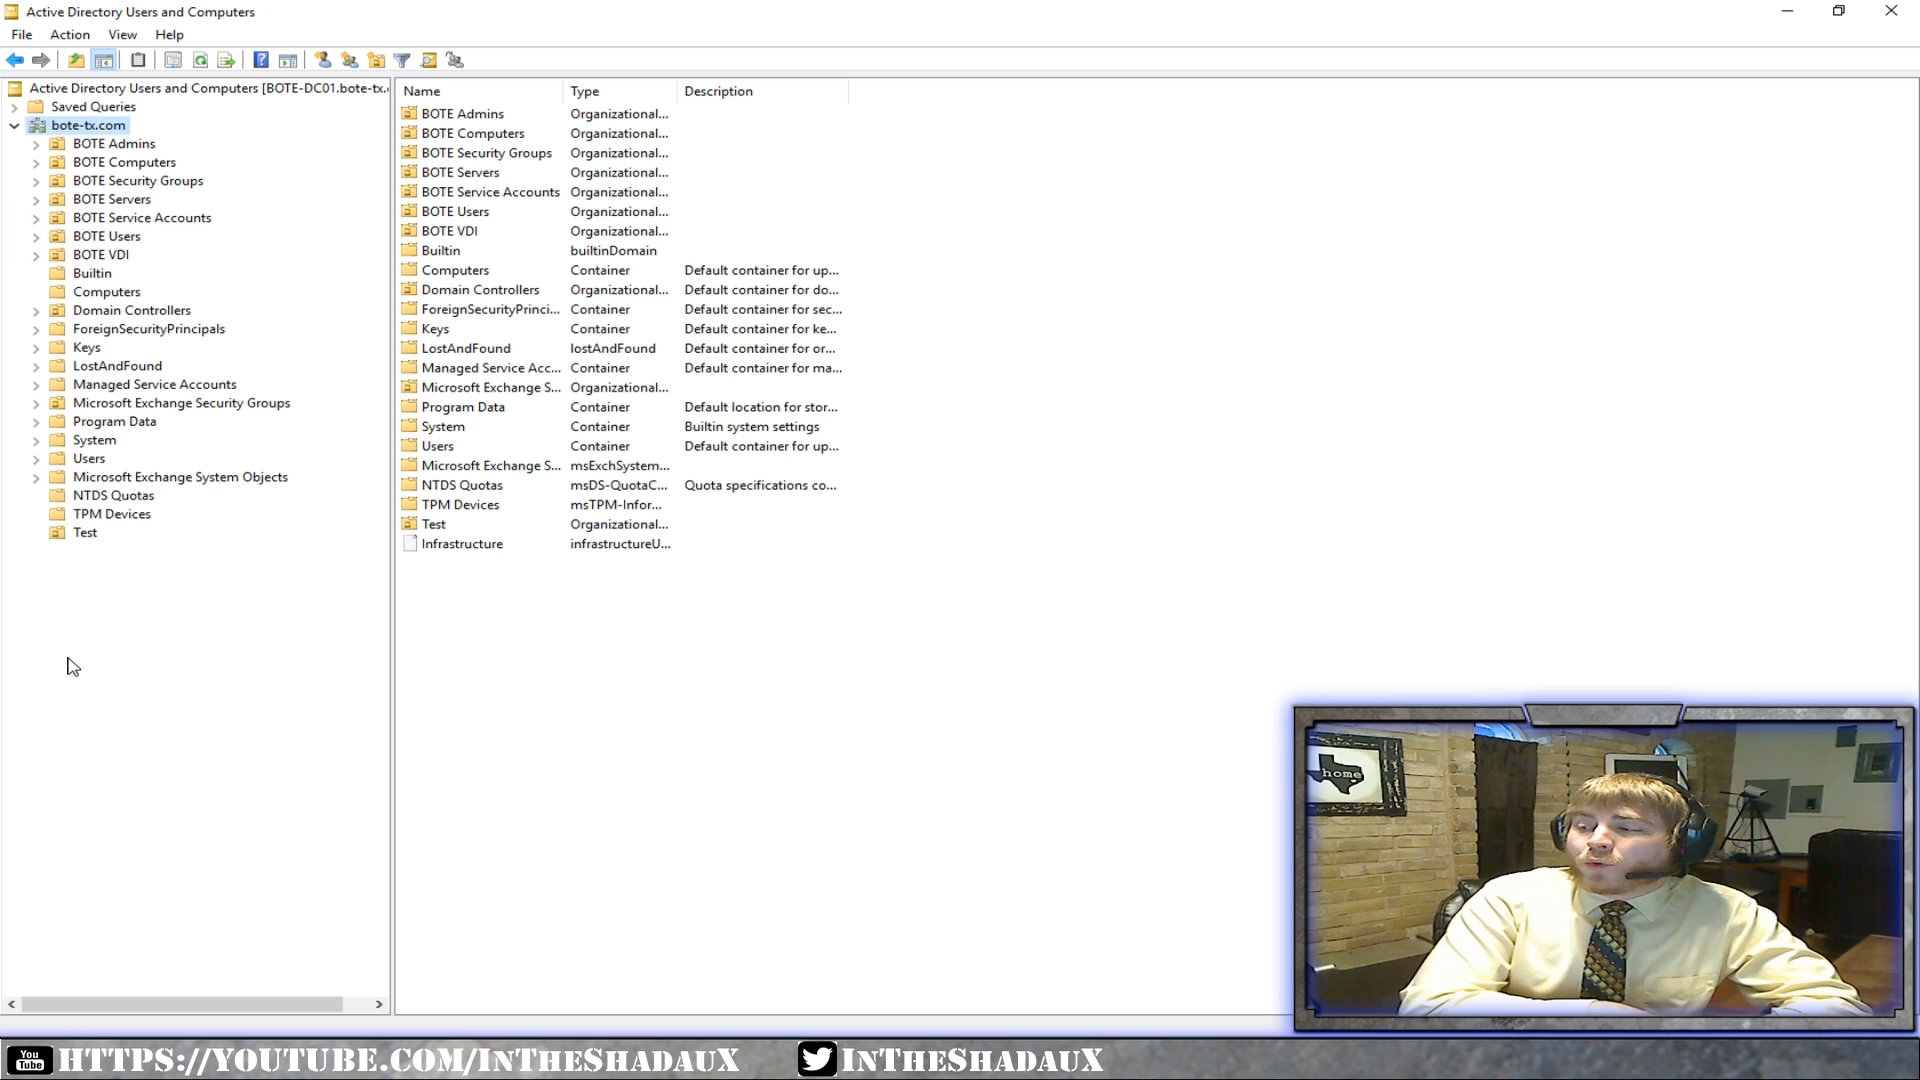 Active Directory Users and Computers
File Action View Help
Active Directory Users and Computers [BOTE-DC01.bote-tx.
Saved Queries
bote-tx.com
BOTE Admins
BOTE Computers
BOTE Security Groups
BOTE Servers
BOTE Service Accounts
BOTE Users
BOTE VDI
Builtin
Computers
Domain Controllers
ForeignSecurityPrincipals
Keys
LostAndFound
Managed Service Accounts
Microsoft Exchange Security Groups
Program Data
System
Users
Microsoft Exchange System Objects
NTDS Quotas
TPM Devices
Test
Name Type Description
BOTE Admins Organizational...
BOTE Computers Organizational...
BOTE Security Groups Organizational...
BOTE Servers Organizational...
BOTE Service Accounts Organizational...
BOTE Users Organizational...
BOTE VDI Organizational...
Builtin builtinDomain
Computers Container Default container for up...
Domain Controllers Organizational... Default container for do...
ForeignSecurityPrinci... Container Default container for sec...
Keys Container Default container for ke...
LostAndFound lostAndFound Default container for or...
Managed Service Acc... Container Default container for ma...
Microsoft Exchange S... Organizational...
Program Data Container Default location for stor...
System Container Builtin system settings
Users Container Default container for up...
Microsoft Exchange S... msExchSystem...
NTDS Quotas msDS-QuotaC... Quota specifications co...
TPM Devices msTPM-Infor...
Test Organizational...
Infrastructure infrastructureU...
home
You Tube HTTPS://YOUTUBE.COM/INTHESHADAUX INTHESHADAUX